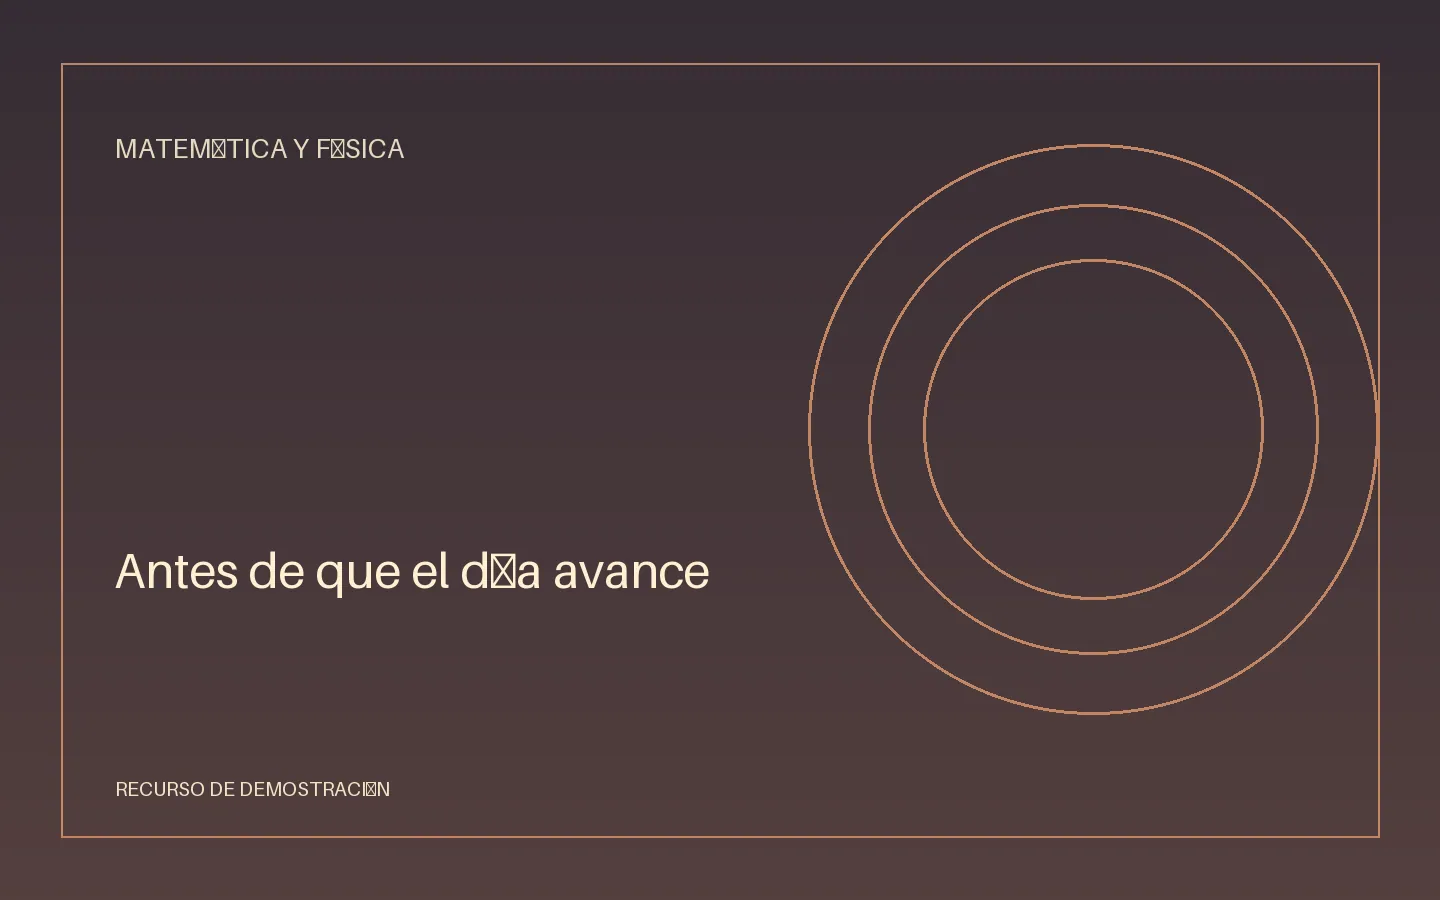 MATEM☒TICA Y F☒SICA
Antes de que el d☒a avance
RECURSO DE DEMOSTRACI☒N